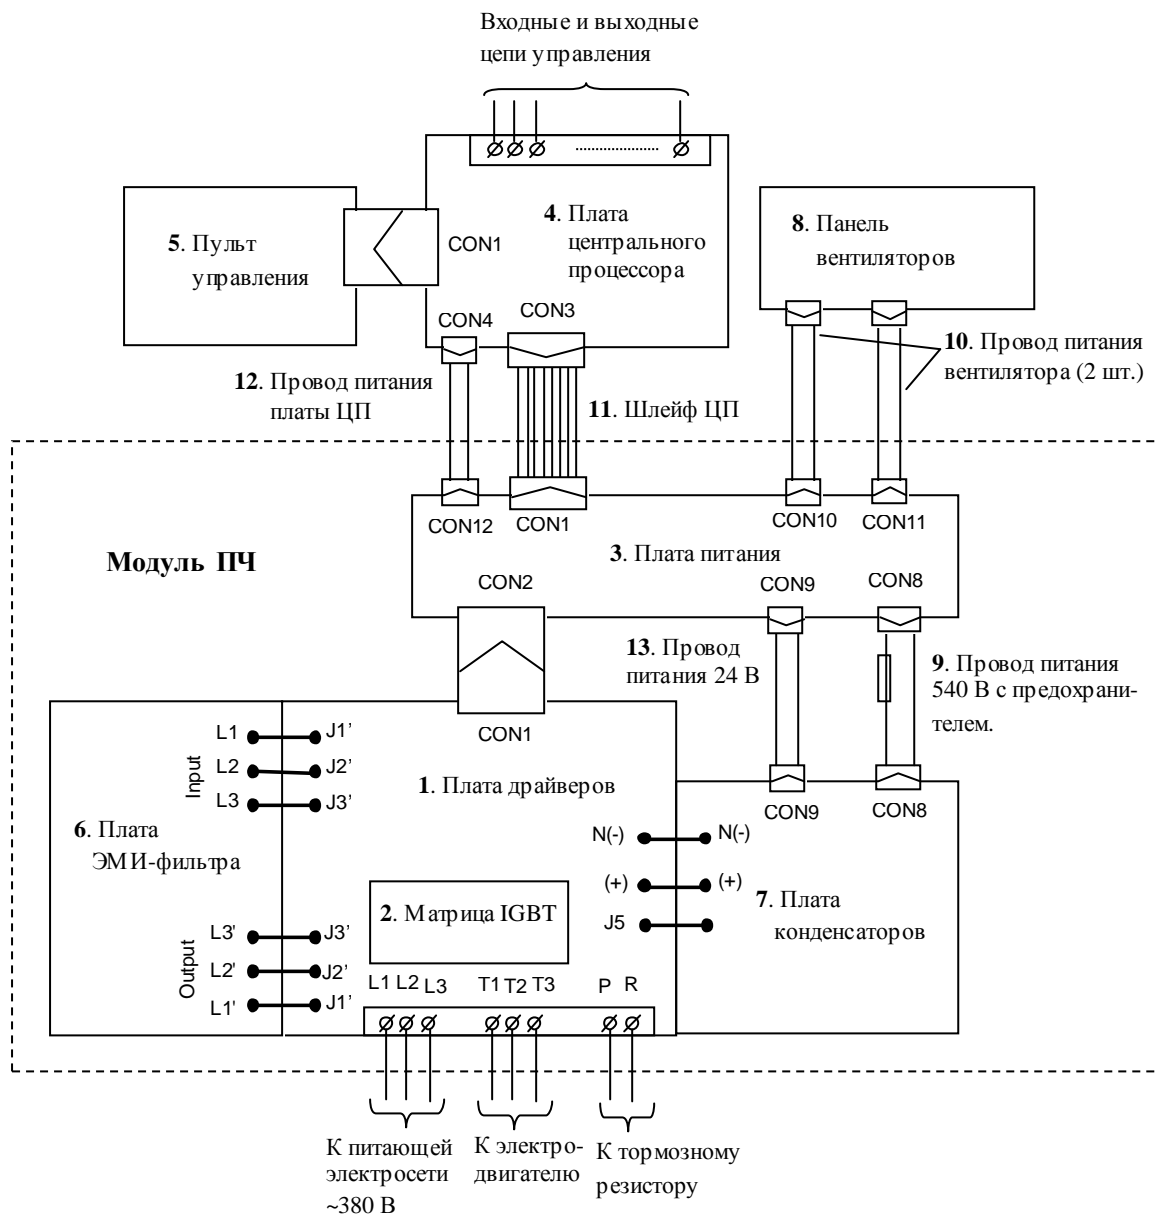 Входные и выходные
цепи управления
4. Плата
центрального
процессора
5. Пульт
управления
CON1
8. Панель
вентиляторов
CON4
CON3
10. Провод питания
вентилятора (2 шт.)
12. Провод питания
платы ЦП
11. Шлейф ЦП
CON12
CON1
CON10
CON11
Модуль ПЧ
3. Плата питания
CON2
CON9
CON8
13. Провод
питания 24 В
9. Провод питания
540 В с предохрани-
телем.
L1
J1’
CON1
L2
J2’
Input
L3
J3’
1. Плата драйверов
CON9
CON8
6. Плата
ЭМИ-фильтра
N(-)
N(-)
(+)
(+)
2. Матрица IGBT
J5
7. Плата
конденсаторов
L3'
J3’
L2'
J2’
Output
L1'
J1’
L1 L2 L3
T1 T2 T3
P R
К питающей
электросети
~380 В
К электро-
двигателю
К тормозному
резистору